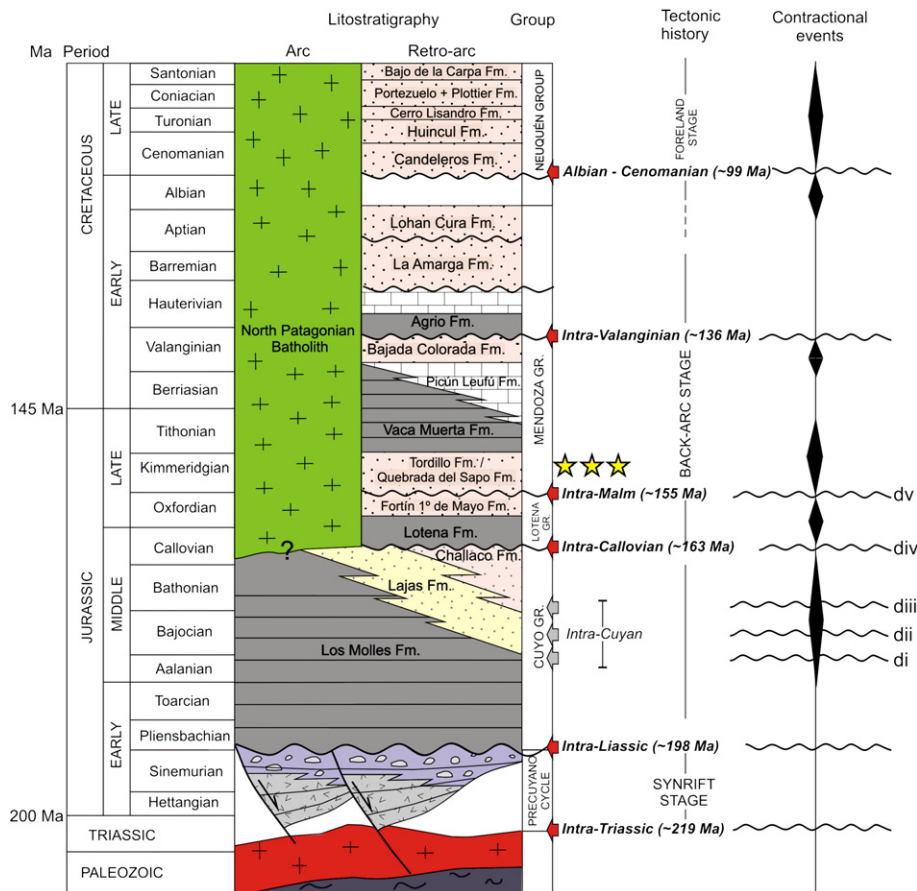 Litostratigraphy
Group
Tectonic
history
Contractional
events
Ma
Period
Arc
Retro-arc
CRETACEOUS
LATE
Santonian
Coniacian
Turonian
Cenomanian
EARLY
Albian
Aptian
Barremian
Hauterivian
Valanginian
Berriasian
145 Ma
JURASSIC
LATE
Tithonian
Kimmeridgian
Oxfordian
MIDDLE
Callovian
Bathonian
Bajocian
Aalanian
EARLY
Toarcian
Pliensbachian
Sinemurian
Hettangian
200 Ma
TRIASSIC
PALEOZOIC
North Patagonian
Batholith
?
Bajo de la Carpa Fm.
Portezuelo + Plottier Fm.
Cerro Lisandro Fm.
Huincul Fm.
Candeleros Fm.
Lohan Cura Fm.
La Amarga Fm.
Agrio Fm.
Bajada Colorada Fm.
Picún Leufú Fm.
Vaca Muerta Fm.
Tordillo Fm. /
Quebrada del Sapo Fm.
Fortín 1º de Mayo Fm.
Lotena Fm.
Challaco Fm.
Lajas Fm.
Los Molles Fm.
NEUQUÉN GROUP
MENDOZA GR.
LOTENA
GR.
CUYO GR.
PRECUYANO
CYCLE
Albian - Cenomanian (~99 Ma)
Intra-Valanginian (~136 Ma)
Intra-Malm (~155 Ma)
Intra-Callovian (~163 Ma)
Intra-Cuyan
Intra-Liassic (~198 Ma)
Intra-Triassic (~219 Ma)
FORELAND
STAGE
BACK-ARC STAGE
SYNRIFT
STAGE
dv
div
diii
dii
di